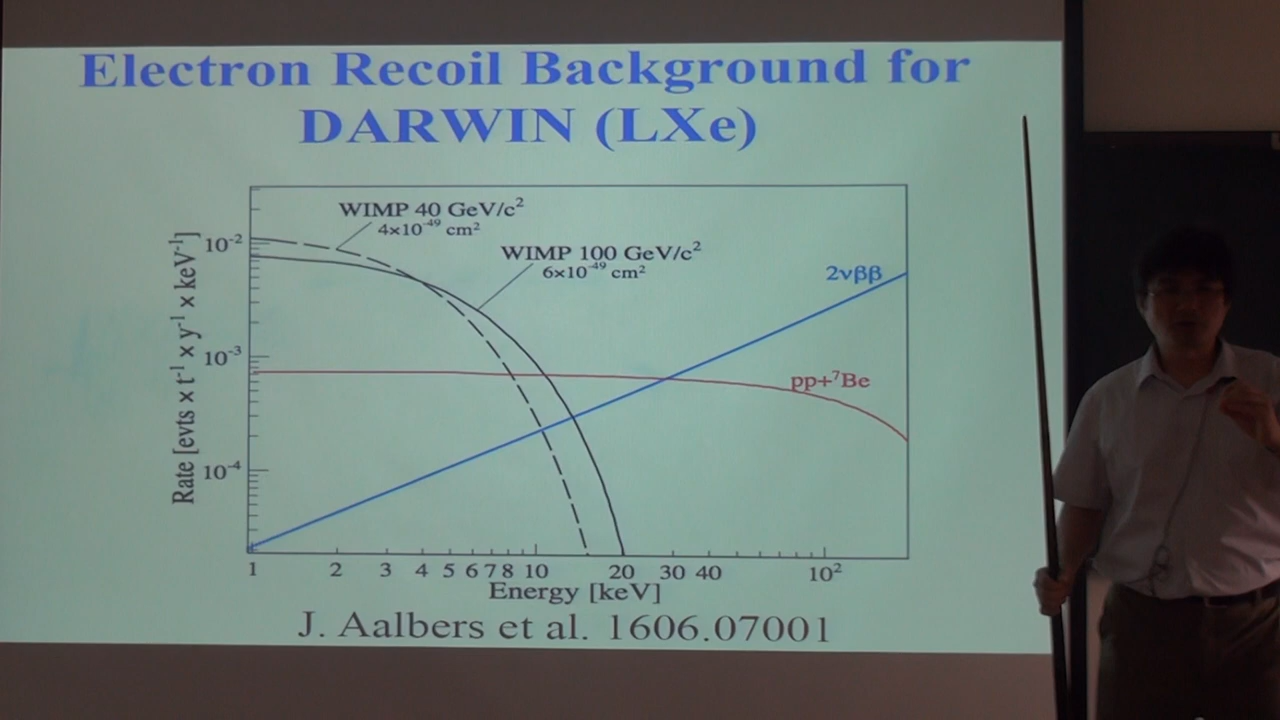 Electron Recoil Background for
DARWIN (LXe)
WIMP 40 GeV/c²
4×10⁻⁴⁹ cm²
WIMP 100 GeV/c²
6×10⁻⁴⁹ cm²
2νββ
pp+⁷Be
Rate [evts x t⁻¹ x y⁻¹ x keV⁻¹]
10⁻²
10⁻³
10⁻⁴
1 2 3 4 5 6 7 8 10 20 30 40 10²
Energy [keV]
J. Aalbers et al. 1606.07001